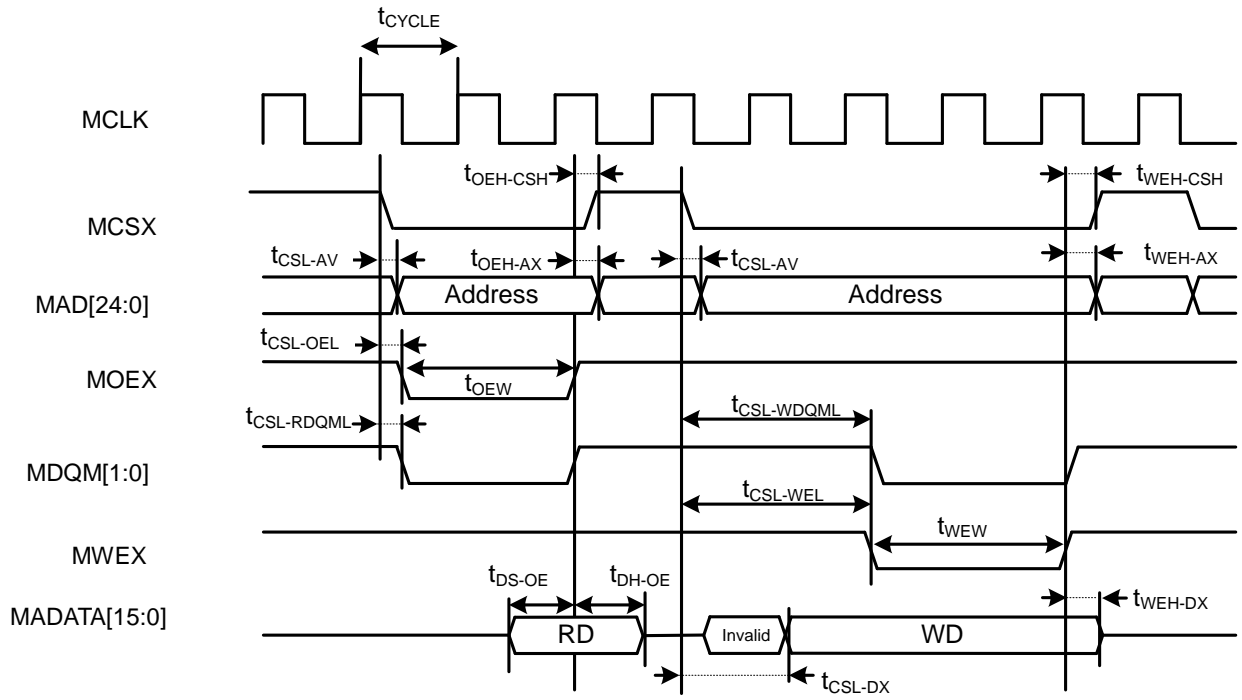 tCYCLE
MCLK
tOEH-CSH
tWEH-CSH
MCSX
tCSL-AV
tOEH-AX
tCSL-AV
tWEH-AX
MAD[24:0]
Address
Address
tCSL-OEL
MOEX
tOEW
tCSL-RDQML
tCSL-WDQML
MDQM[1:0]
tCSL-WEL
tWEW
MWEX
tDS-OE
tDH-OE
tWEH-DX
MADATA[15:0]
RD
Invalid
WD
tCSL-DX